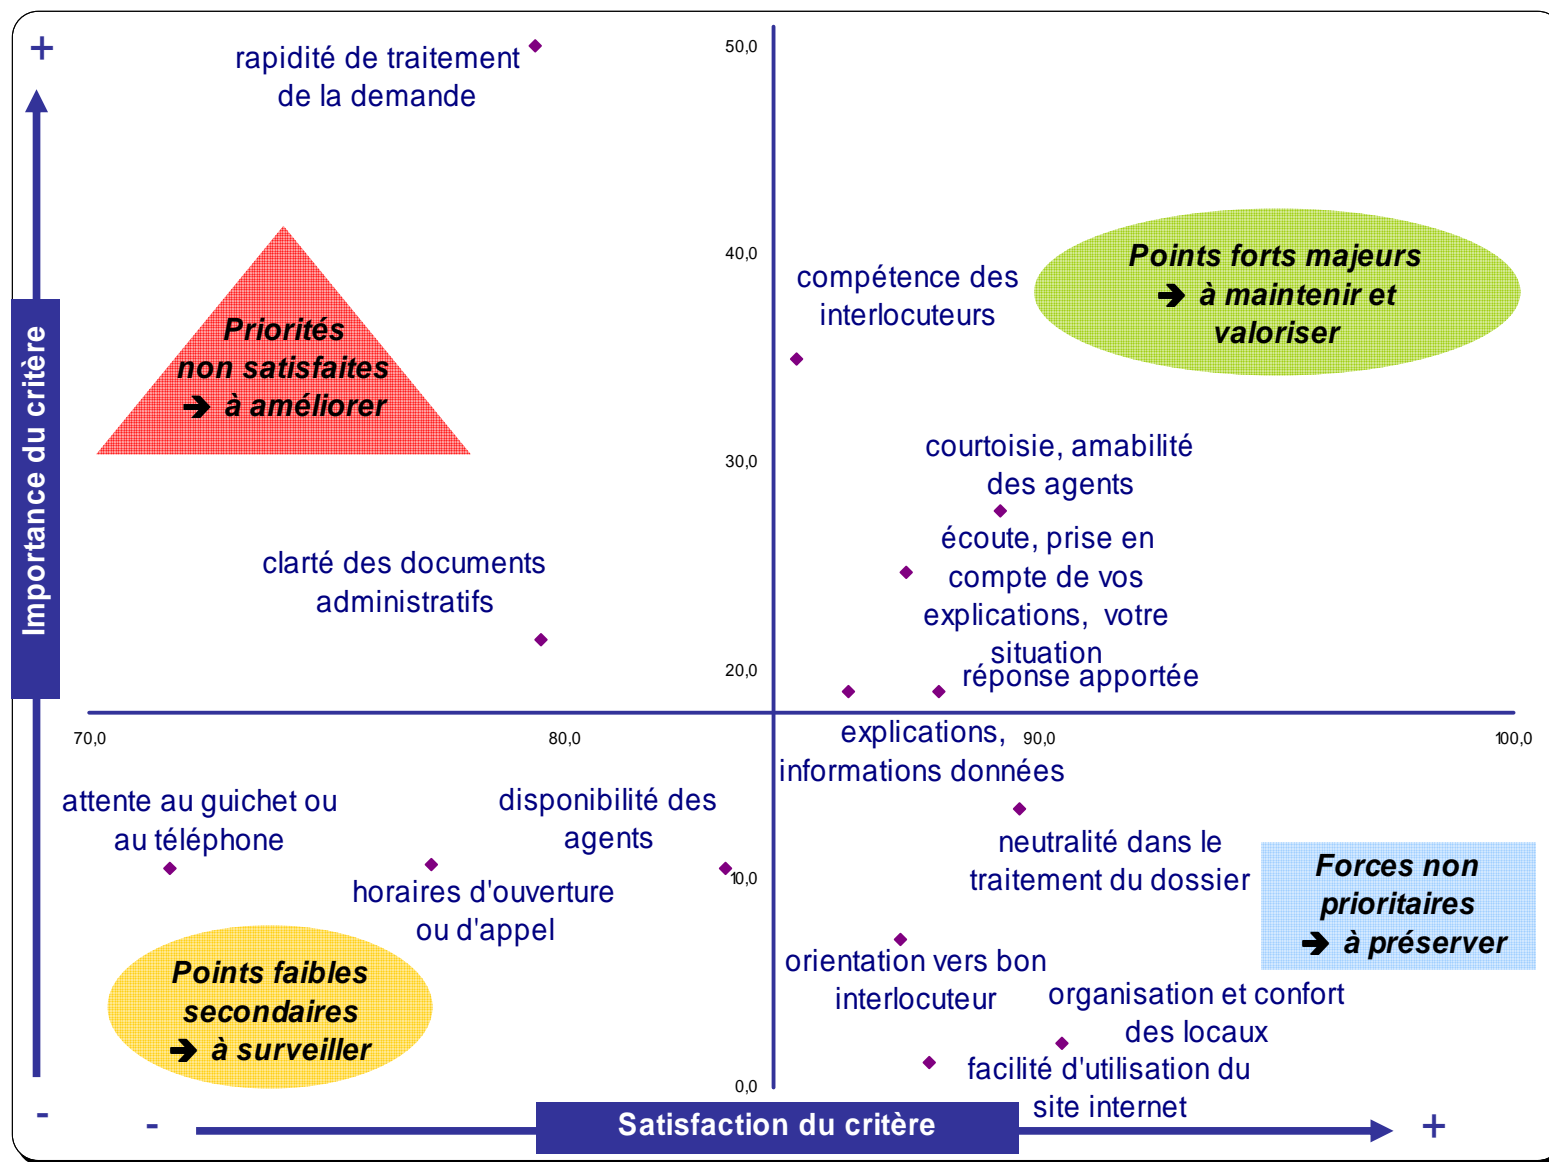 +
50,0
rapidité de traitement
de la demande
40,0
Points forts majeurs
➔ à maintenir et
valoriser
compétence des
interlocuteurs
Priorités
non satisfaites
➔ à améliorer
Importance du critère
30,0
courtoisie, amabilité
des agents
écoute, prise en
compte de vos
explications, votre
situation
clarté des documents
administratifs
20,0
réponse apportée
70,0
80,0
90,0
100,0
explications,
informations données
attente au guichet ou
au téléphone
disponibilité des
agents
10,0
horaires d'ouverture
ou d'appel
neutralité dans le
traitement du dossier
Forces non
prioritaires
➔ à préserver
Points faibles
secondaires
➔ à surveiller
orientation vers bon
interlocuteur
organisation et confort
des locaux
facilité d'utilisation du
site internet
0,0
-
-
Satisfaction du critère
+